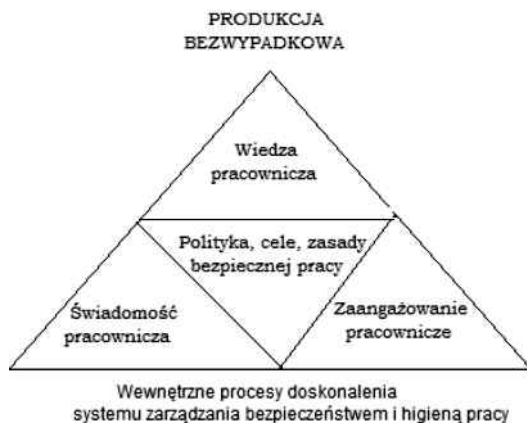 PRODUKCJA
BEZWYPADKOWA
Wiedza
pracownicza
Polityka, cele, zasady
bezpiecznej pracy
Świadomość
pracownicza
Zaangażowanie
pracownicze
Wewnętrzne procesy doskonalenia
systemu zarządzania bezpieczeństwem i higieną pracy